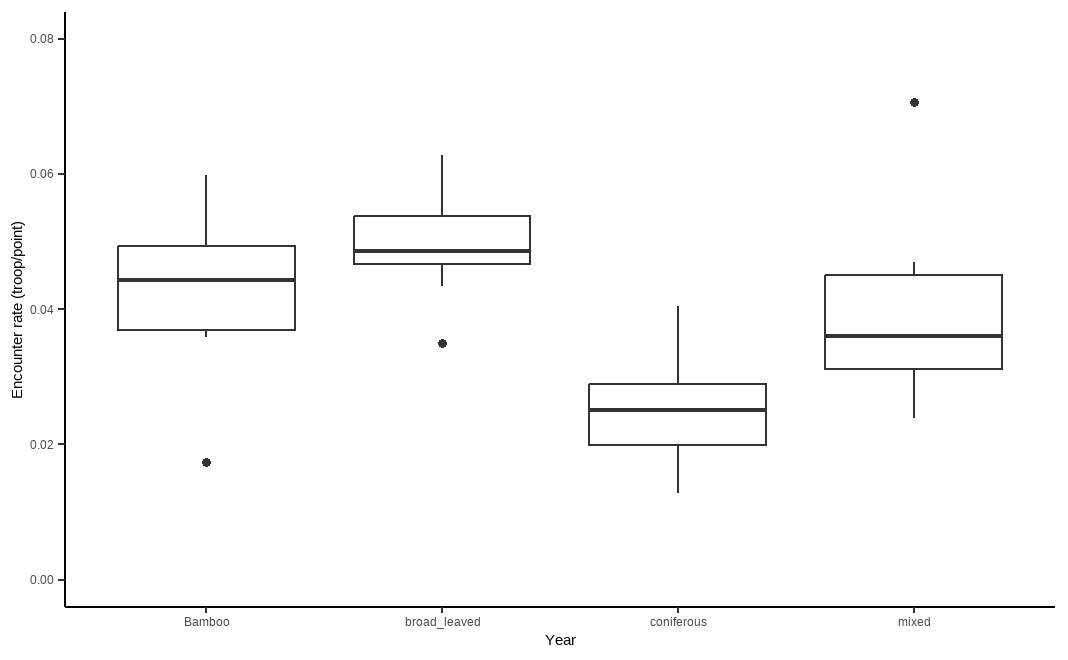 0.08
0.06
0.04
0.02
0.00
Encounter rate (troop/point)
Bamboo broad_leaved coniferous mixed
Year